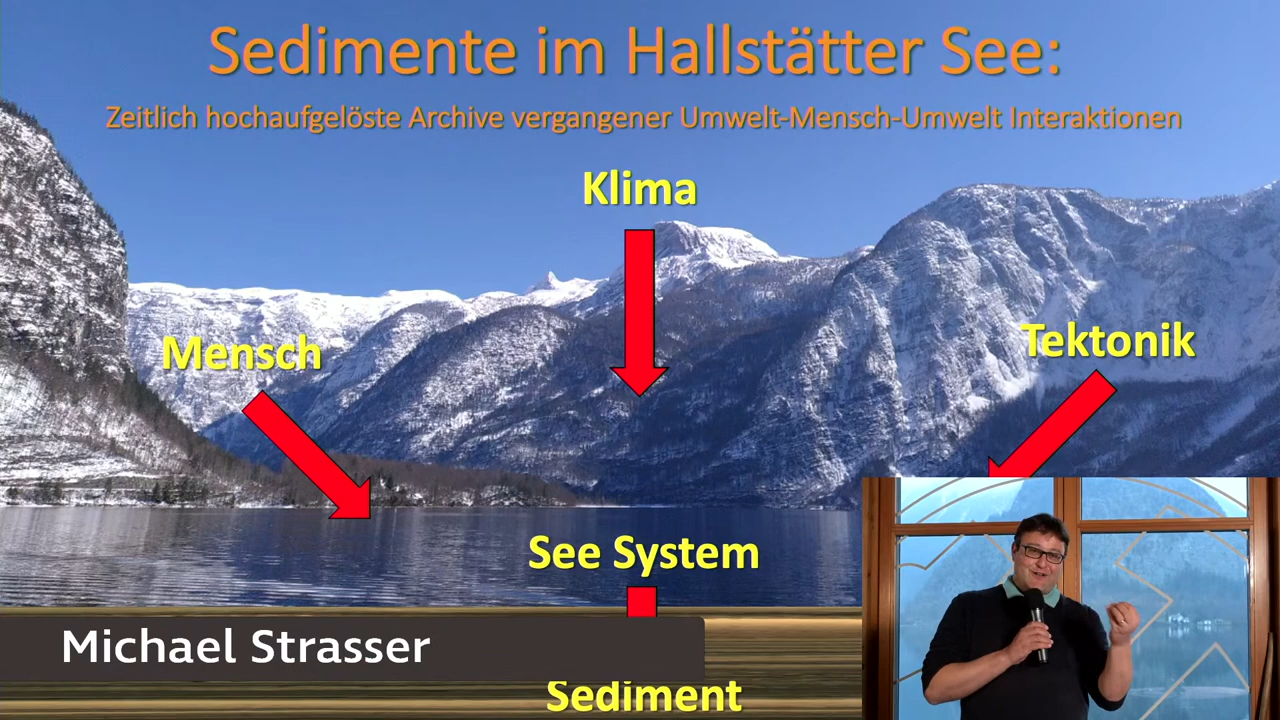 Sedimente im Hallstätter See:
Zeitlich hochaufgelöste Archive vergangener Umwelt-Mensch-Umwelt Interaktionen
Klima
Mensch
Tektonik
See System
Michael Strasser
Sediment